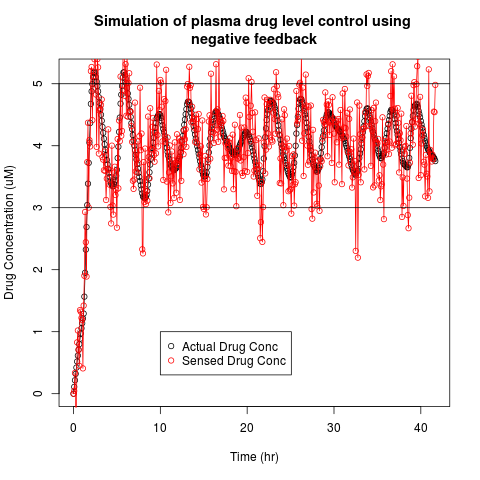 Simulation of plasma drug level control using
negative feedback
Drug Concentration (uM)
5
4
3
2
1
0
Actual Drug Conc
Sensed Drug Conc
0 10 20 30 40
Time (hr)